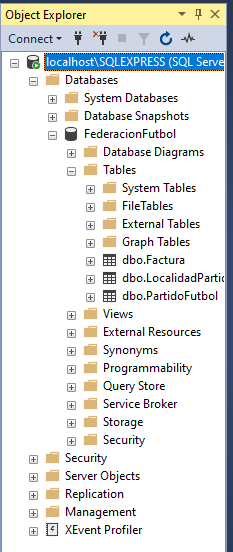 Object Explorer
Connect
localhost\SQLEXPRESS (SQL Serve
Databases
System Databases
Database Snapshots
FederacionFutbol
Database Diagrams
Tables
System Tables
FileTables
External Tables
Graph Tables
dbo.Factura
dbo.LocalidadPartid
dbo.PartidoFutbol
Views
External Resources
Synonyms
Programmability
Query Store
Service Broker
Storage
Security
Security
Server Objects
Replication
Management
XEvent Profiler